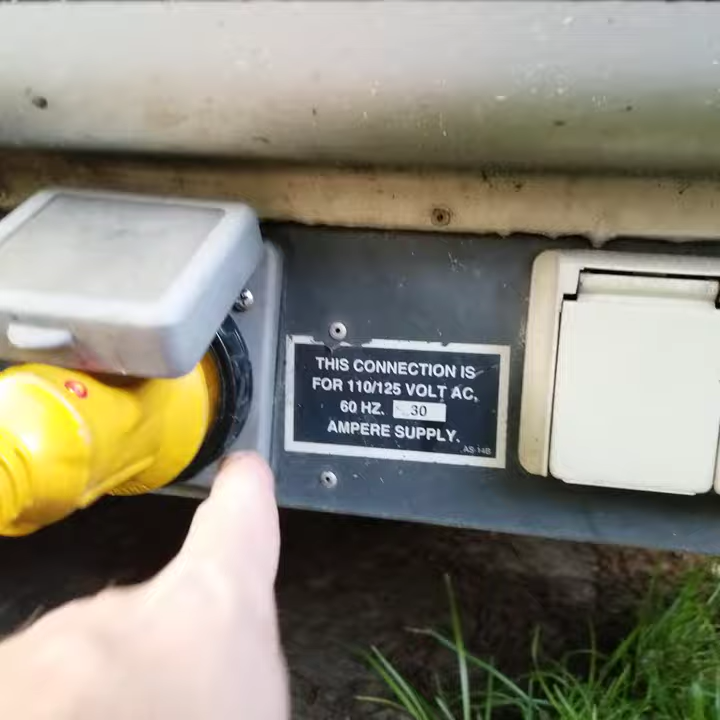 THIS CONNECTION IS
FOR 110/125 VOLT AC,
60 HZ. 30
AMPERE SUPPLY.
AS-14B